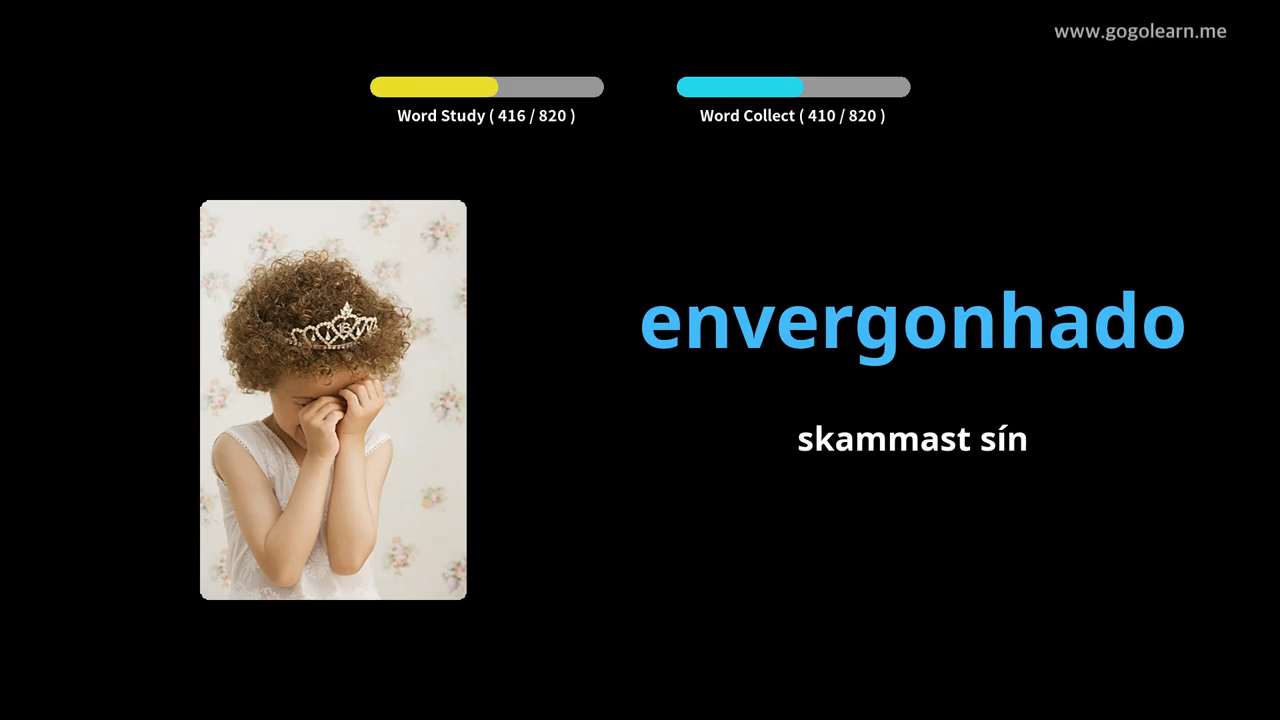 www.gogolearn.me
Word Study ( 416 / 820 )
Word Collect ( 410 / 820 )
envergonhado
skammast sín